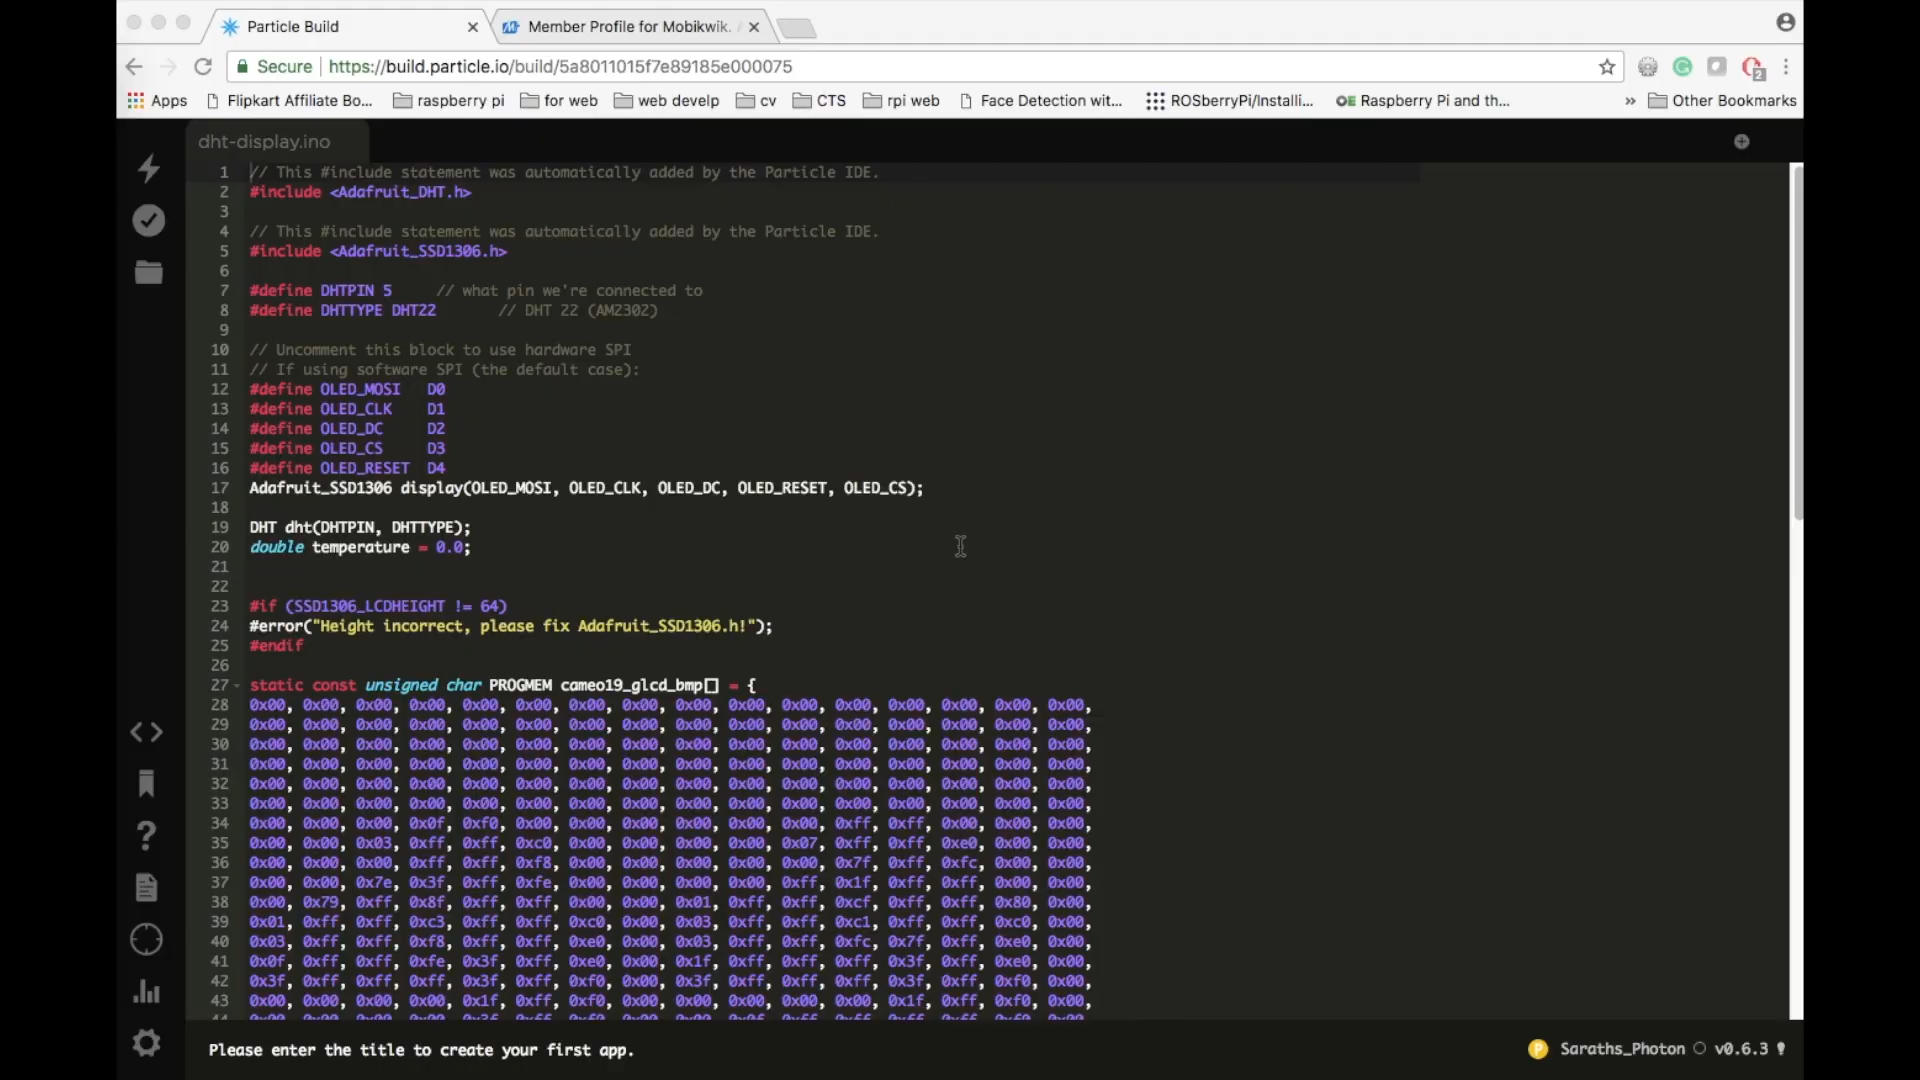 Particle Build
Member Profile for Mobikwik.
Secure | https://build.particle.io/build/5a8011015f7e89185e000075
2
Apps Flipkart Affiliate Bo... raspberry pi for web web develp cv CTS rpi web Face Detection wit... ROSberryPi/Installi... OE Raspberry Pi and th... » Other Bookmarks
dht-display.ino
1 // This #include statement was automatically added by the Particle IDE.
2 #include <Adafruit_DHT.h>
3
4 // This #include statement was automatically added by the Particle IDE.
5 #include <Adafruit_SSD1306.h>
6
7 #define DHTPIN 5 // what pin we're connected to
8 #define DHTTYPE DHT22 // DHT 22 (AM2302)
9
10 // Uncomment this block to use hardware SPI
11 // If using software SPI (the default case):
12 #define OLED_MOSI D0
13 #define OLED_CLK D1
14 #define OLED_DC D2
15 #define OLED_CS D3
16 #define OLED_RESET D4
17 Adafruit_SSD1306 display(OLED_MOSI, OLED_CLK, OLED_DC, OLED_RESET, OLED_CS);
18
19 DHT dht(DHTPIN, DHTTYPE);
20 double temperature = 0.0;
21
22
23 #if (SSD1306_LCDHEIGHT != 64)
24 #error("Height incorrect, please fix Adafruit_SSD1306.h!");
25 #endif
26
27 static const unsigned char PROGMEM cameo19_glcd_bmp[] = {
28 0x00, 0x00, 0x00, 0x00, 0x00, 0x00, 0x00, 0x00, 0x00, 0x00, 0x00, 0x00, 0x00, 0x00, 0x00, 0x00,
29 0x00, 0x00, 0x00, 0x00, 0x00, 0x00, 0x00, 0x00, 0x00, 0x00, 0x00, 0x00, 0x00, 0x00, 0x00, 0x00,
30 0x00, 0x00, 0x00, 0x00, 0x00, 0x00, 0x00, 0x00, 0x00, 0x00, 0x00, 0x00, 0x00, 0x00, 0x00, 0x00,
31 0x00, 0x00, 0x00, 0x00, 0x00, 0x00, 0x00, 0x00, 0x00, 0x00, 0x00, 0x00, 0x00, 0x00, 0x00, 0x00,
32 0x00, 0x00, 0x00, 0x00, 0x00, 0x00, 0x00, 0x00, 0x00, 0x00, 0x00, 0x00, 0x00, 0x00, 0x00, 0x00,
33 0x00, 0x00, 0x00, 0x00, 0x00, 0x00, 0x00, 0x00, 0x00, 0x00, 0x00, 0x00, 0x00, 0x00, 0x00, 0x00,
34 0x00, 0x00, 0x00, 0x0f, 0xf0, 0x00, 0x00, 0x00, 0x00, 0x00, 0x00, 0xff, 0xff, 0x00, 0x00, 0x00,
35 0x00, 0x00, 0x03, 0xff, 0xff, 0xc0, 0x00, 0x00, 0x00, 0x00, 0x07, 0xff, 0xff, 0xe0, 0x00, 0x00,
36 0x00, 0x00, 0x00, 0xff, 0xff, 0xf8, 0x00, 0x00, 0x00, 0x00, 0x00, 0x7f, 0xff, 0xfc, 0x00, 0x00,
37 0x00, 0x00, 0x7e, 0x3f, 0xff, 0xfe, 0x00, 0x00, 0x00, 0x00, 0xff, 0x1f, 0xff, 0xff, 0x00, 0x00,
38 0x00, 0x79, 0xff, 0x8f, 0xff, 0xff, 0x00, 0x00, 0x01, 0xff, 0xff, 0xcf, 0xff, 0xff, 0x80, 0x00,
39 0x01, 0xff, 0xff, 0xc3, 0xff, 0xff, 0xc0, 0x00, 0x03, 0xff, 0xff, 0xc1, 0xff, 0xff, 0xc0, 0x00,
40 0x03, 0xff, 0xff, 0xf8, 0xff, 0xff, 0xe0, 0x00, 0x03, 0xff, 0xff, 0xfc, 0x7f, 0xff, 0xe0, 0x00,
41 0x0f, 0xff, 0xff, 0xfe, 0x3f, 0xff, 0xe0, 0x00, 0x1f, 0xff, 0xff, 0xff, 0x3f, 0xff, 0xe0, 0x00,
42 0x3f, 0xff, 0xff, 0xff, 0x3f, 0xff, 0xf0, 0x00, 0x3f, 0xff, 0xff, 0xff, 0x3f, 0xff, 0xf0, 0x00,
43 0x00, 0x00, 0x00, 0x00, 0x1f, 0xff, 0xf0, 0x00, 0x00, 0x00, 0x00, 0x00, 0x1f, 0xff, 0xf0, 0x00,
Please enter the title to create your first app.
Saraths_Photon v0.6.3